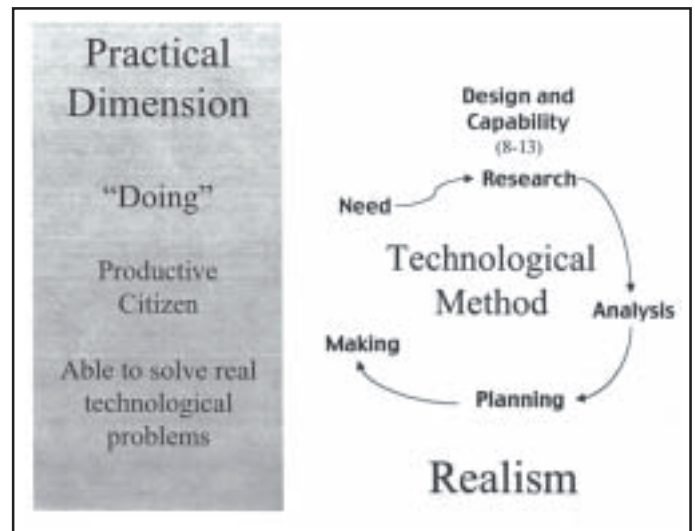 Practical
Dimension
“Doing”
Productive
Citizen
Able to solve real
technological
problems
Design and
Capability
(8-13)
Research
Need
Technological
Method
Analysis
Making
Planning
Realism